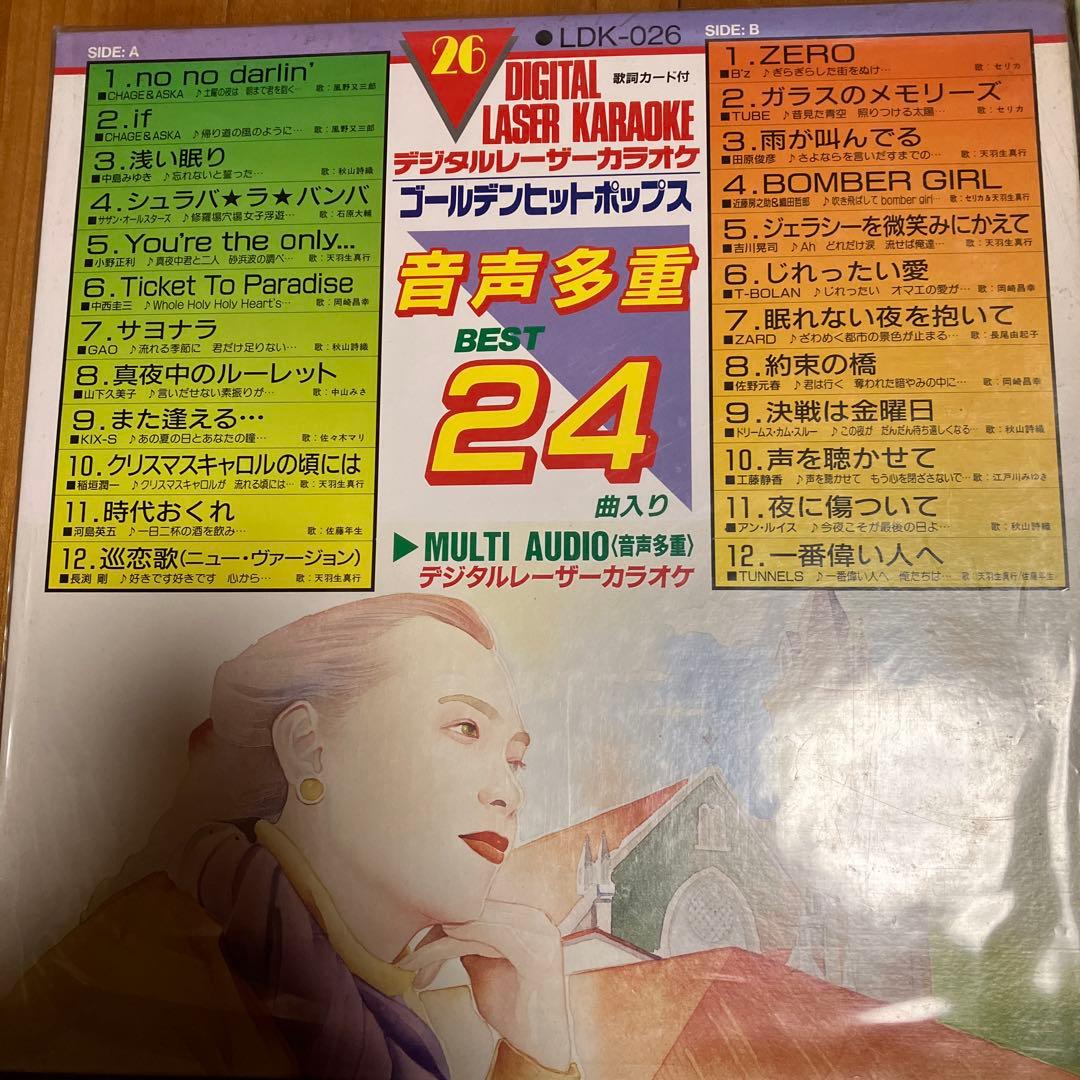 SIDE: A
1. no no darlin'
■CHAGE&ASKA ♪土曜の夜は 朝まで君を抱く… 歌：風野又三郎
2. if
■CHAGE&ASKA ♪帰り道の風のように… 歌：風野又三郎
3. 浅い眠り
■中島みゆき ♪忘れないと誓った… 歌：秋山詩織
4. シュラバ★ラ★バンバ
■サザン・オールスターズ ♪修羅場穴場女子浮遊… 歌：石原大輔
5. You're the only…
■小野正利 ♪真夜中君と二人 砂浜波の調べ… 歌：天羽生真行
6. Ticket To Paradise
■中西圭三 ♪Whole Holy Holy Heart's… 歌：岡崎昌幸
7. サヨナラ
■GAO ♪流れる季節に 君だけ足りない… 歌：秋山詩織
8. 真夜中のルーレット
■山下久美子 ♪言いだせない素振りが… 歌：中山みさ
9. また逢える…
■KIX-S ♪あの夏の日とあなたの瞳… 歌：佐々木マリ
10. クリスマスキャロルの頃には
■稲垣潤一 ♪クリスマスキャロルが 流れる頃には… 歌：天羽生真行
11. 時代おくれ
■河島英五 ♪一日二杯の酒を飲み… 歌：佐藤年生
12. 巡恋歌(ニュー・ヴァージョン)
■長渕 剛 ♪好きです好きです 心から… 歌：天羽生真行
26
●LDK-026
DIGITAL
LASER KARAOKE
歌詞カード付
デジタルレーザーカラオケ
ゴールデンヒットポップス
音声多重
BEST
24
曲入り
▶MULTI AUDIO〈音声多重〉
デジタルレーザーカラオケ
SIDE: B
1. ZERO
■B'z ♪ぎらぎらした街をぬけ… 歌：セリカ
2. ガラスのメモリーズ
■TUBE ♪昔見た青空 照りつける太陽… 歌：セリカ
3. 雨が叫んでる
■田原俊彦 ♪さよならを言いだすまでの… 歌：天羽生真行
4. BOMBER GIRL
■近藤房之助&織田哲郎 ♪吹き飛ばして bomber girl… 歌：セリカ&天羽生真行
5. ジェラシーを微笑みにかえて
■吉川晃司 ♪Ah どれだけ涙 流せば俺達… 歌：天羽生真行
6. じれったい愛
■T-BOLAN ♪じれったい オマエの愛が… 歌：岡崎昌幸
7. 眠れない夜を抱いて
■ZARD ♪ざわめく都市の景色が止まる… 歌：長尾由起子
8. 約束の橋
■佐野元春 ♪君は行く 奪われた暗やみの中に… 歌：岡崎昌幸
9. 決戦は金曜日
■ドリームス・カム・スルー ♪この夜が だんだん待ち遠しくなる… 歌：秋山詩織
10. 声を聴かせて
■工藤静香 ♪声を聴かせて もう心を閉ざさないで… 歌：江戸川みゆき
11. 夜に傷ついて
■アン・ルイス ♪今夜こそが最後の日よ… 歌：秋山詩織
12. 一番偉い人へ
■TUNNELS ♪一番偉い人へ 俺たちは… 歌：天羽生真行/佐藤年生